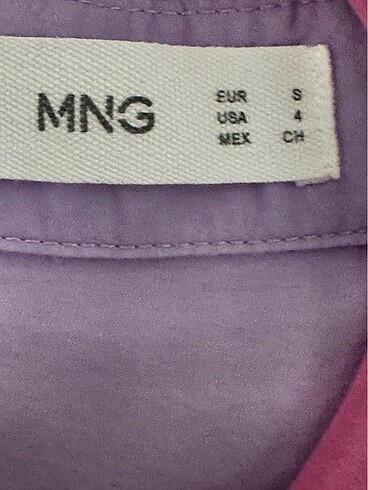 MNG
EUR S
USA 4
MEX CH